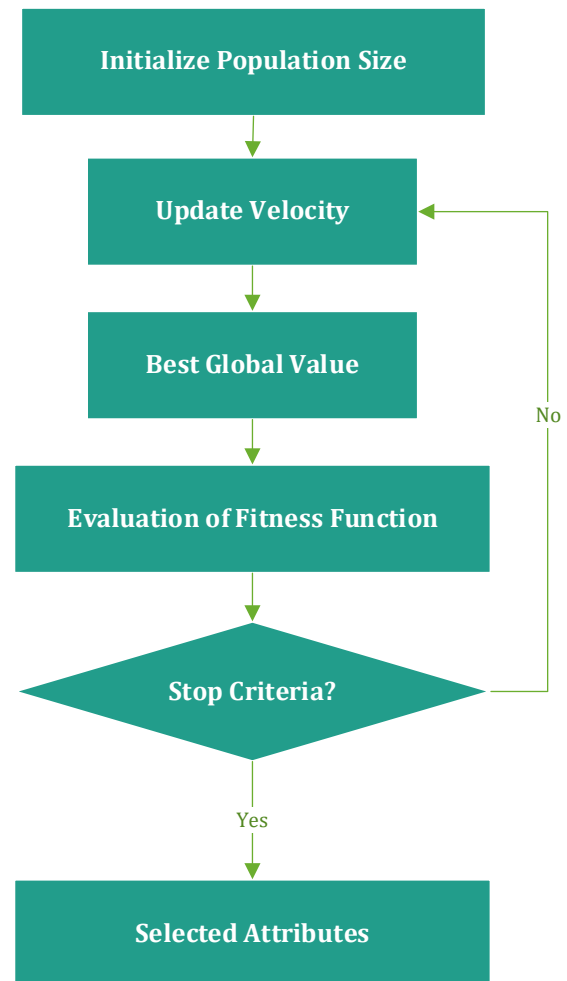 Initialize Population Size
Update Velocity
Best Global Value
No
Evaluation of Fitness Function
Stop Criteria?
Yes
Selected Attributes